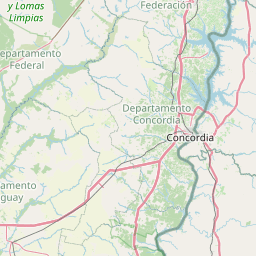 Federación
y Lomas
Limpias
Departamento
Federal
Departamento
Concordia
Concordia
amento
guay